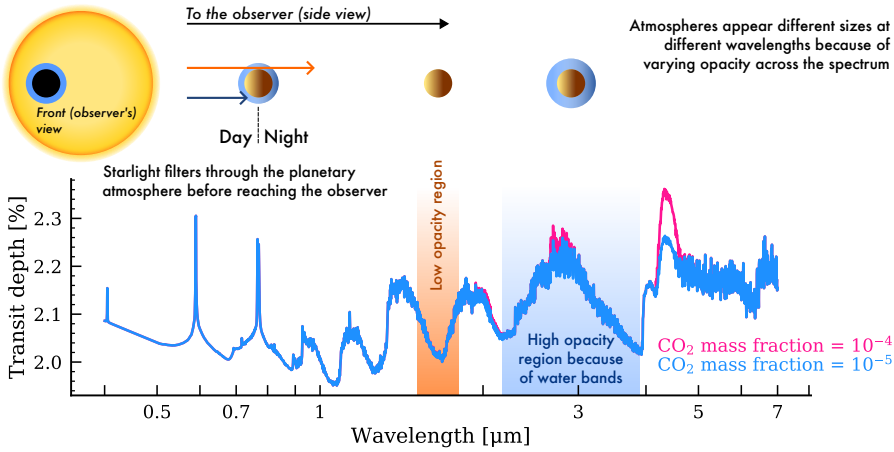 To the observer (side view)
Atmospheres appear different sizes at
different wavelengths because of
varying opacity across the spectrum
Front (observer's)
view
Day
Night
Starlight filters through the planetary
atmosphere before reaching the observer
Low opacity region
High opacity
region because
of water bands
CO₂ mass fraction = 10⁻⁴
CO₂ mass fraction = 10⁻⁵
Transit depth [%]
2.3
2.2
2.1
2.0
0.5
0.7
1
3
5
7
Wavelength [μm]